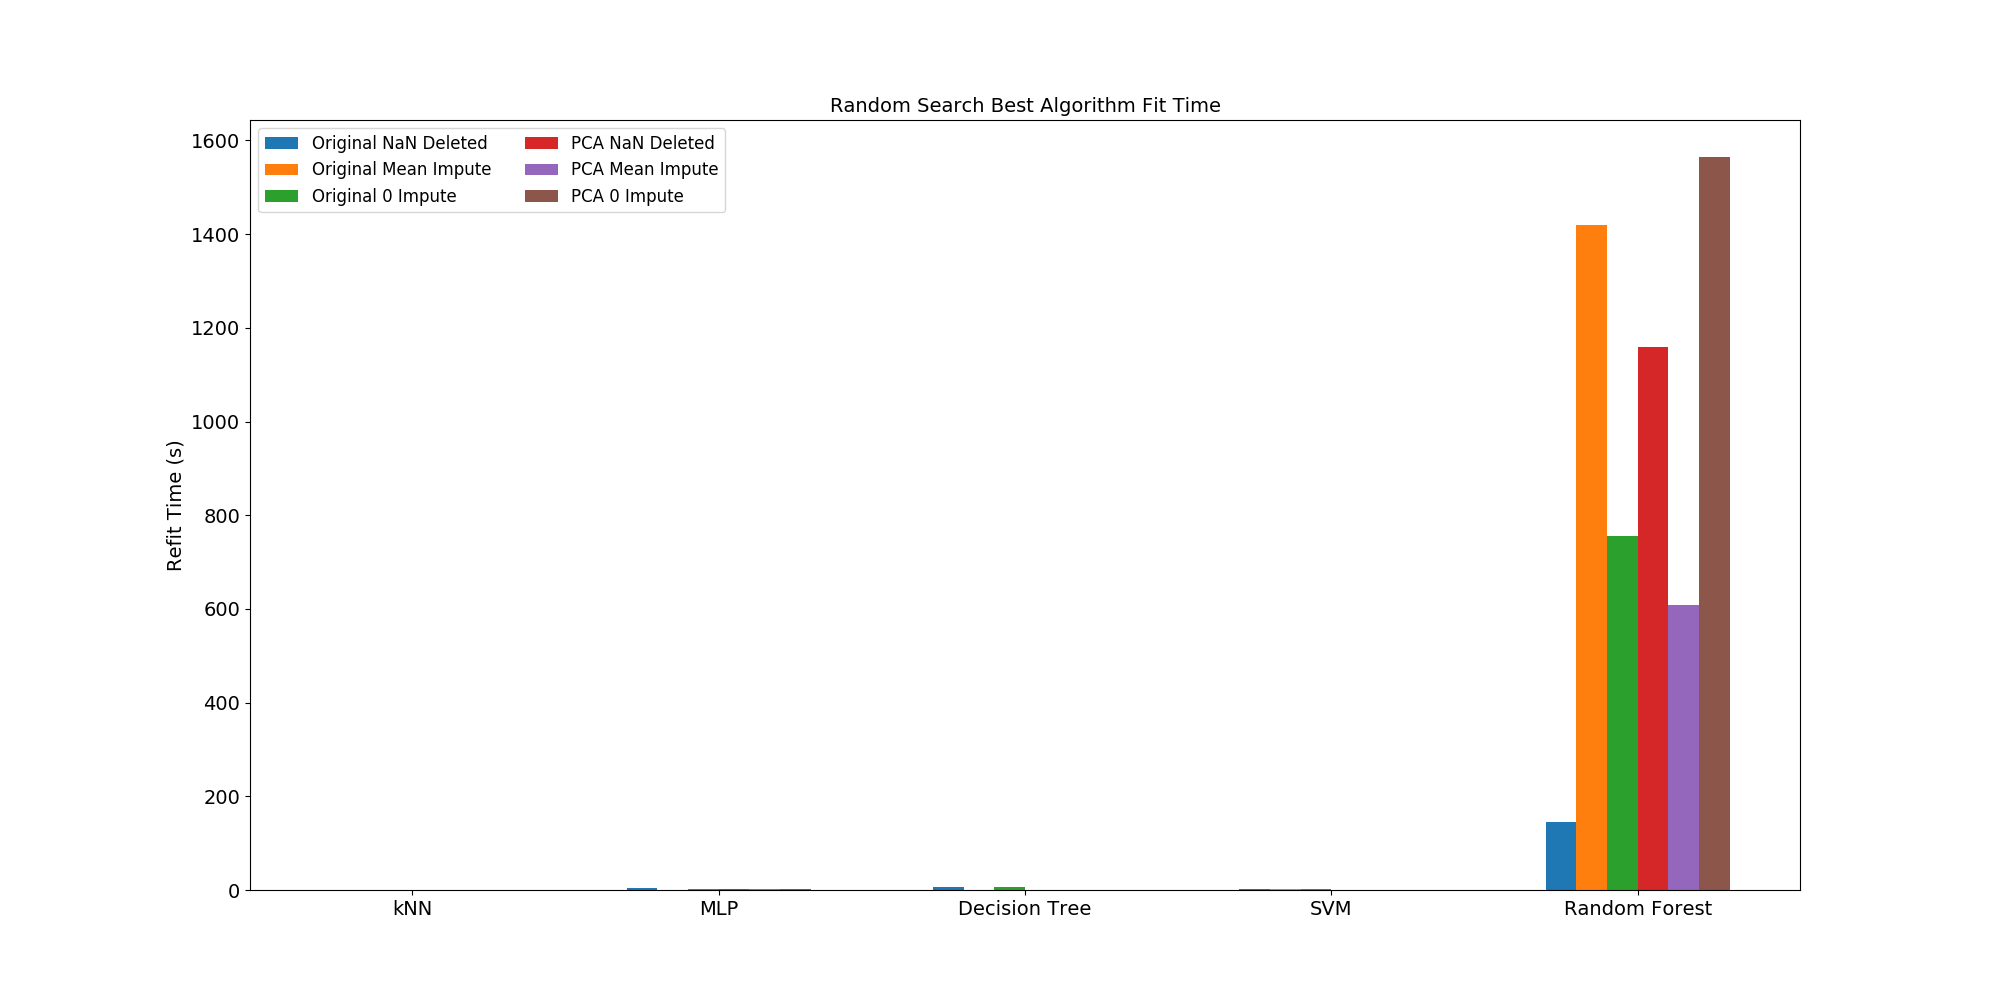 Random Search Best Algorithm Fit Time
Original NaN Deleted
Original Mean Impute
Original 0 Impute
PCA NaN Deleted
PCA Mean Impute
PCA 0 Impute
Refit Time (s)
1600
1400
1200
1000
800
600
400
200
0
kNN MLP Decision Tree SVM Random Forest